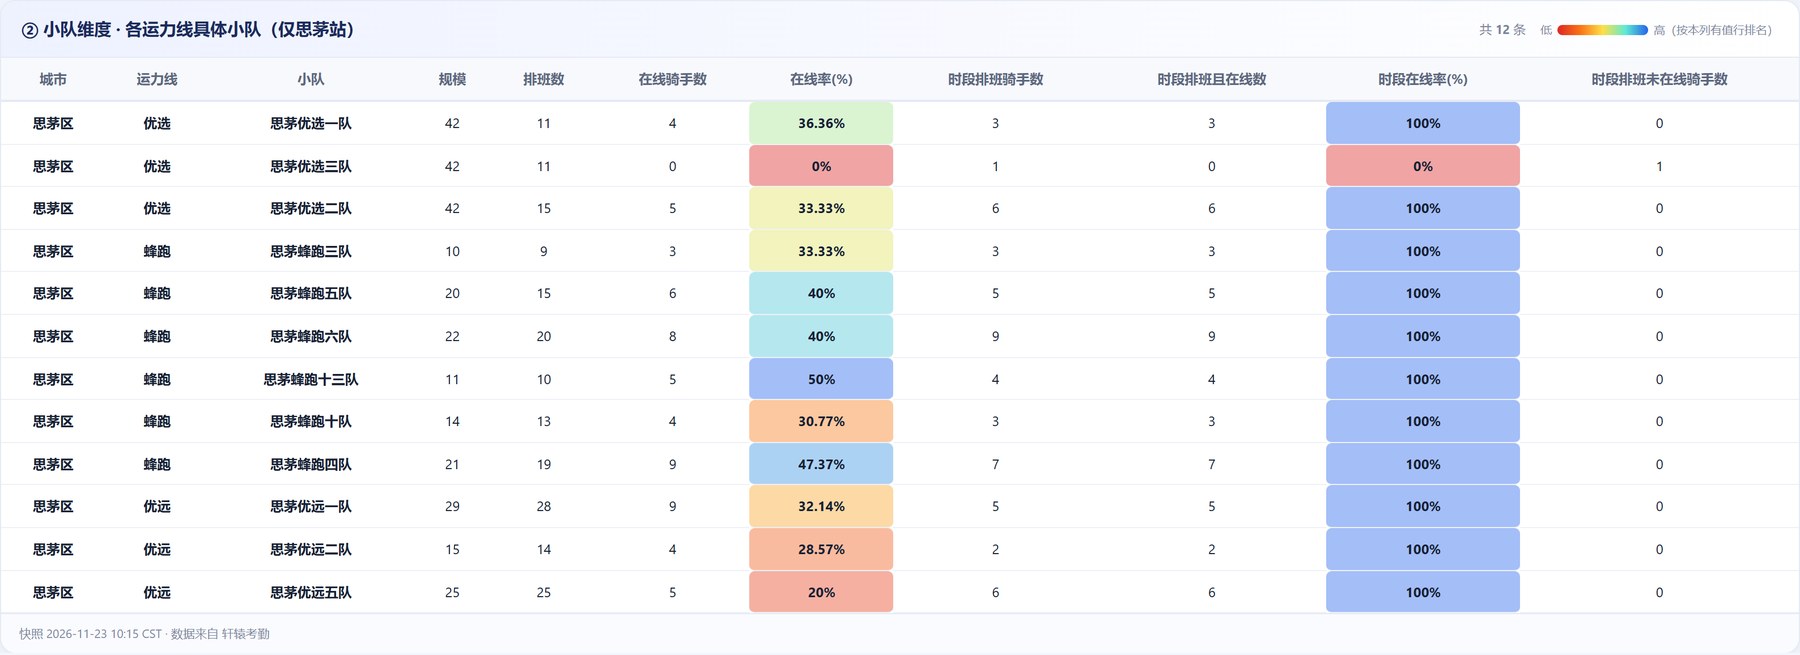 ② 小队维度 · 各运力线具体小队（仅思茅站）
共 12 条 低 高 (按本列有值行排名)
城市 运力线 小队 规模 排班数 在线骑手数 在线率(%) 时段排班骑手数 时段排班且在线数 时段在线率(%) 时段排班未在线骑手数
思茅区 优选 思茅优选一队 42 11 4 36.36% 3 3 100% 0
思茅区 优选 思茅优选三队 42 11 0 0% 1 0 0% 1
思茅区 优选 思茅优选二队 42 15 5 33.33% 6 6 100% 0
思茅区 蜂跑 思茅蜂跑三队 10 9 3 33.33% 3 3 100% 0
思茅区 蜂跑 思茅蜂跑五队 20 15 6 40% 5 5 100% 0
思茅区 蜂跑 思茅蜂跑六队 22 20 8 40% 9 9 100% 0
思茅区 蜂跑 思茅蜂跑十三队 11 10 5 50% 4 4 100% 0
思茅区 蜂跑 思茅蜂跑十队 14 13 4 30.77% 3 3 100% 0
思茅区 蜂跑 思茅蜂跑四队 21 19 9 47.37% 7 7 100% 0
思茅区 优远 思茅优远一队 29 28 9 32.14% 5 5 100% 0
思茅区 优远 思茅优远二队 15 14 4 28.57% 2 2 100% 0
思茅区 优远 思茅优远五队 25 25 5 20% 6 6 100% 0
快照 2026-11-23 10:15 CST · 数据来自 轩辕考勤